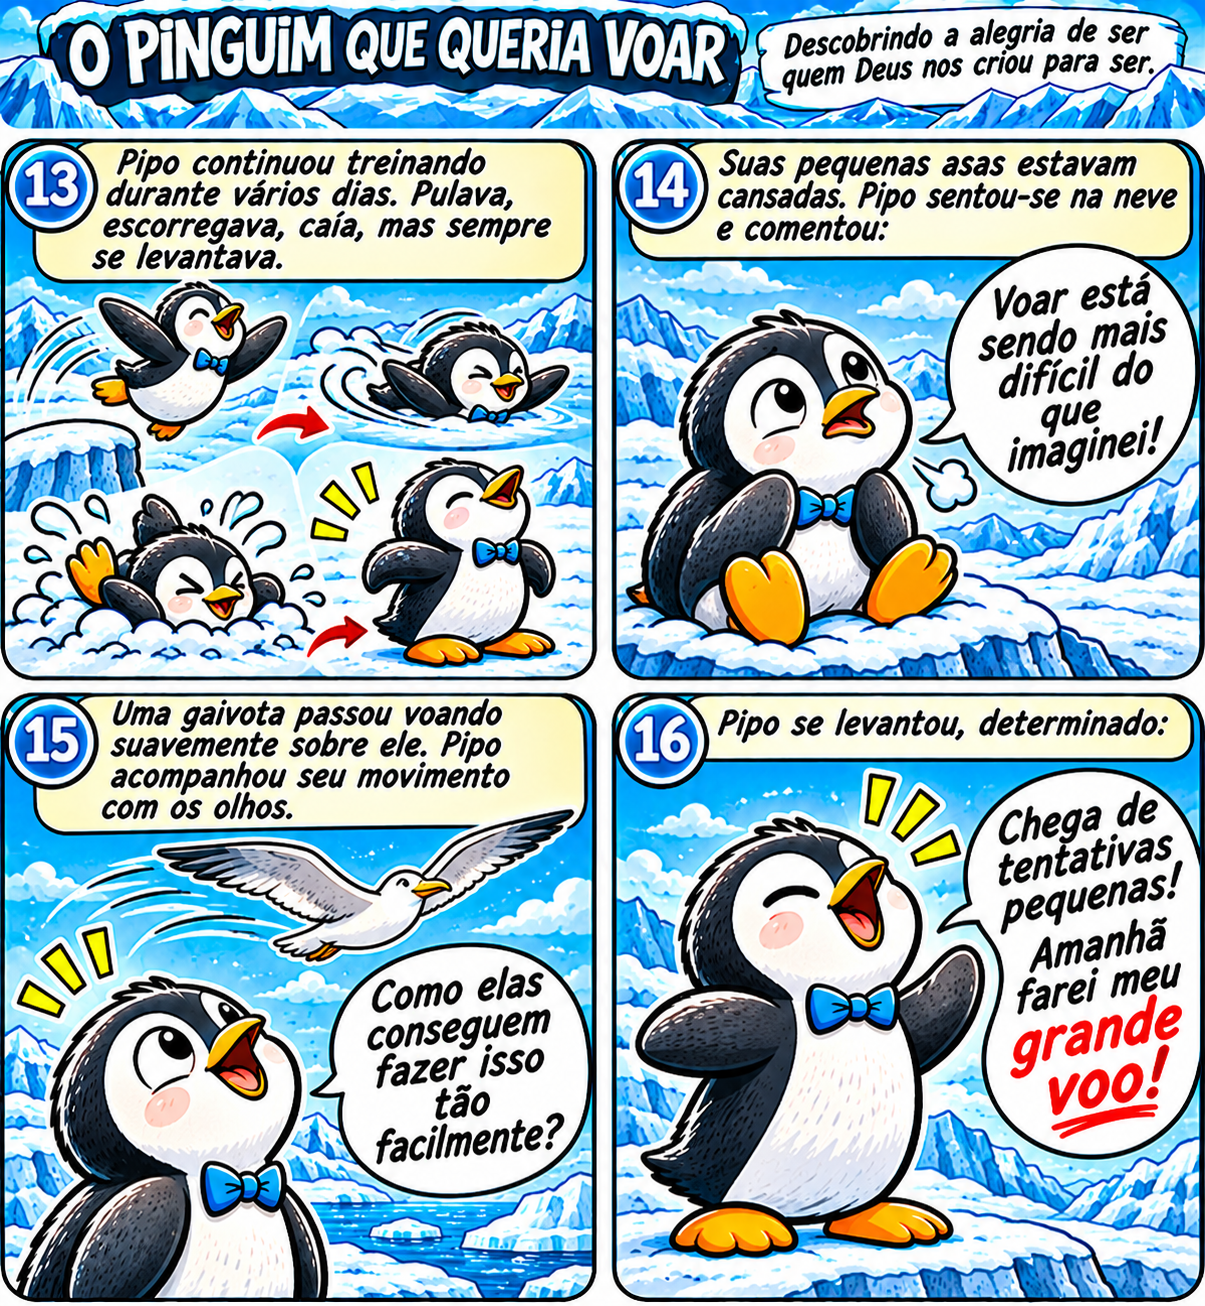 O PINGUIM QUE QUERIA VOAR
Descobrindo a alegria de ser
quem Deus nos criou para ser.
13
Pipo continuou treinando
durante vários dias. Pulava,
escorregava, caía, mas sempre
se levantava.
14
Suas pequenas asas estavam
cansadas. Pipo sentou-se na neve
e comentou:
Voar está
sendo mais
difícil do
que
imaginei!
15
Uma gaivota passou voando
suavemente sobre ele. Pipo
acompanhou seu movimento
com os olhos.
Como elas
conseguem
fazer isso
tão
facilmente?
16
Pipo se levantou, determinado:
Chega de
tentativas
pequenas!
Amanhã
farei meu
grande
voo!